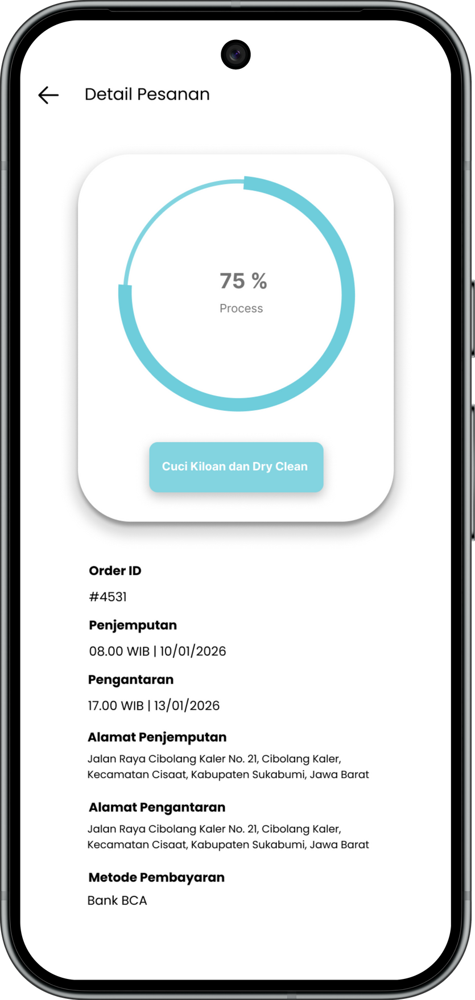 Detail Pesanan
75 %
Process
Cuci Kiloan dan Dry Clean
Order ID
#4531
Penjemputan
08.00 WIB | 10/01/2026
Pengantaran
17.00 WIB | 13/01/2026
Alamat Penjemputan
Jalan Raya Cibolang Kaler No. 21, Cibolang Kaler,
Kecamatan Cisaat, Kabupaten Sukabumi, Jawa Barat
Alamat Pengantaran
Jalan Raya Cibolang Kaler No. 21, Cibolang Kaler,
Kecamatan Cisaat, Kabupaten Sukabumi, Jawa Barat
Metode Pembayaran
Bank BCA